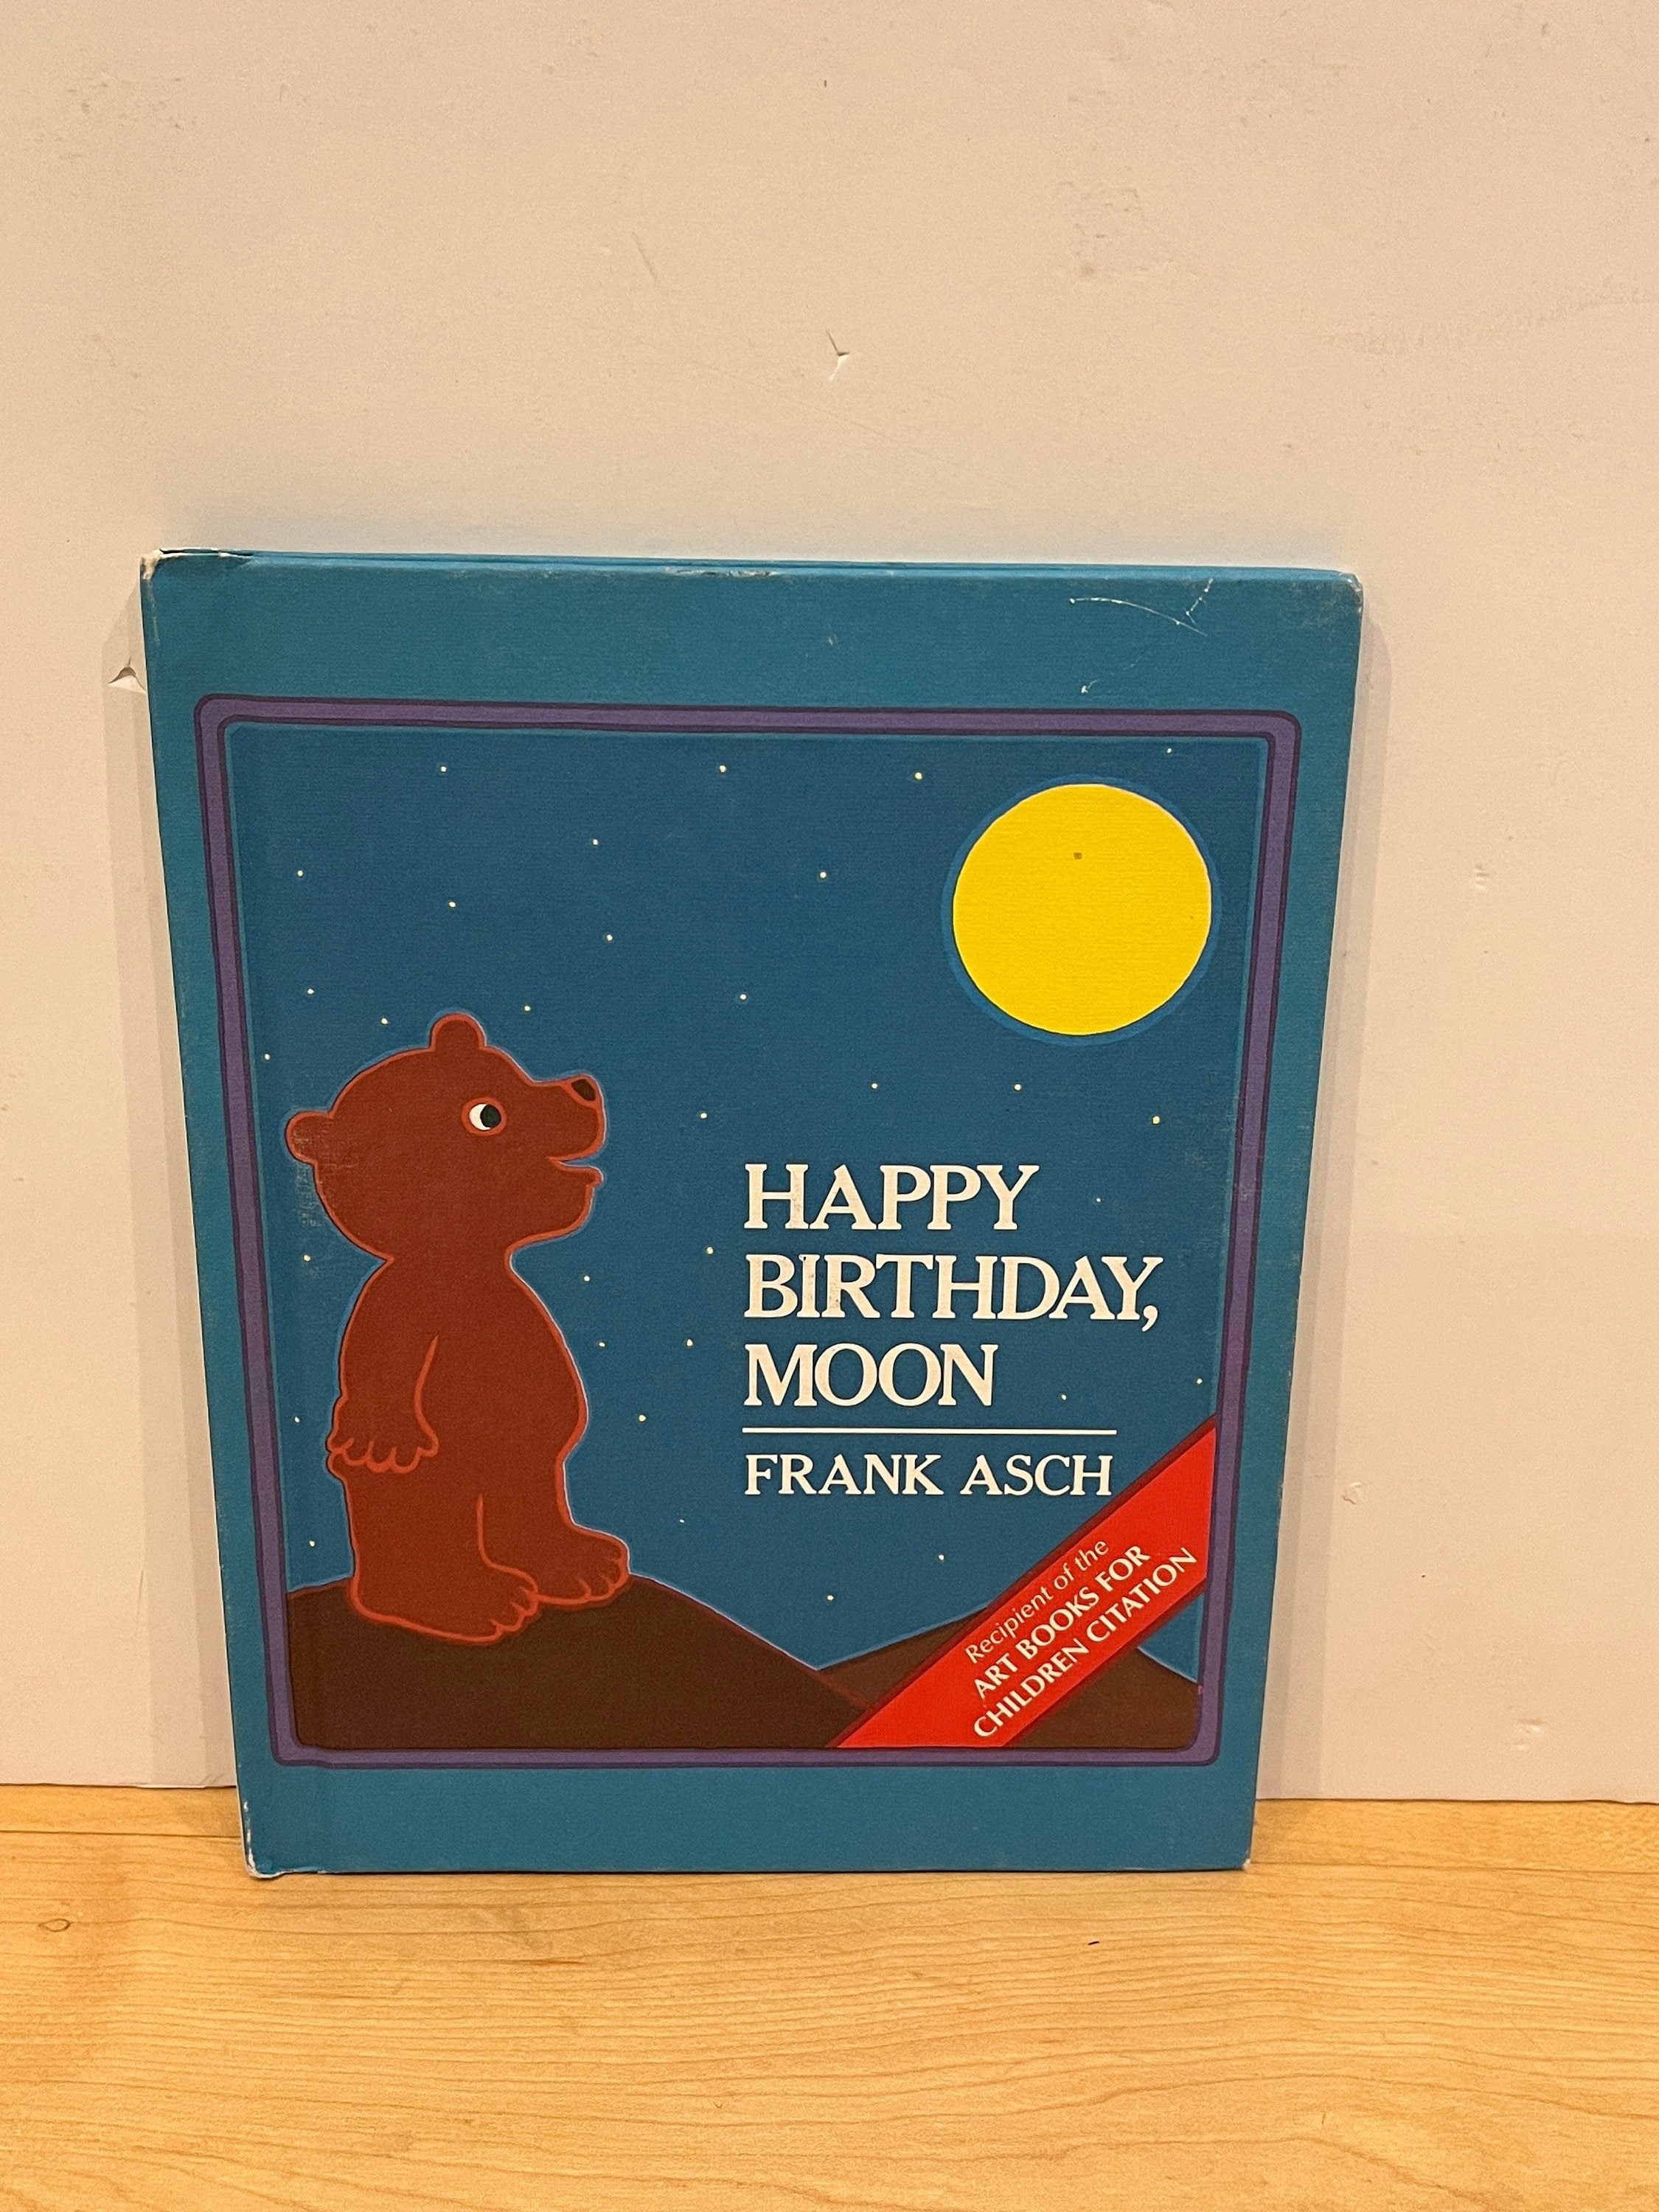 HAPPY
BIRTHDAY,
MOON
FRANK ASCH
Recipient of the
ART BOOKS FOR
CHILDREN CITATION